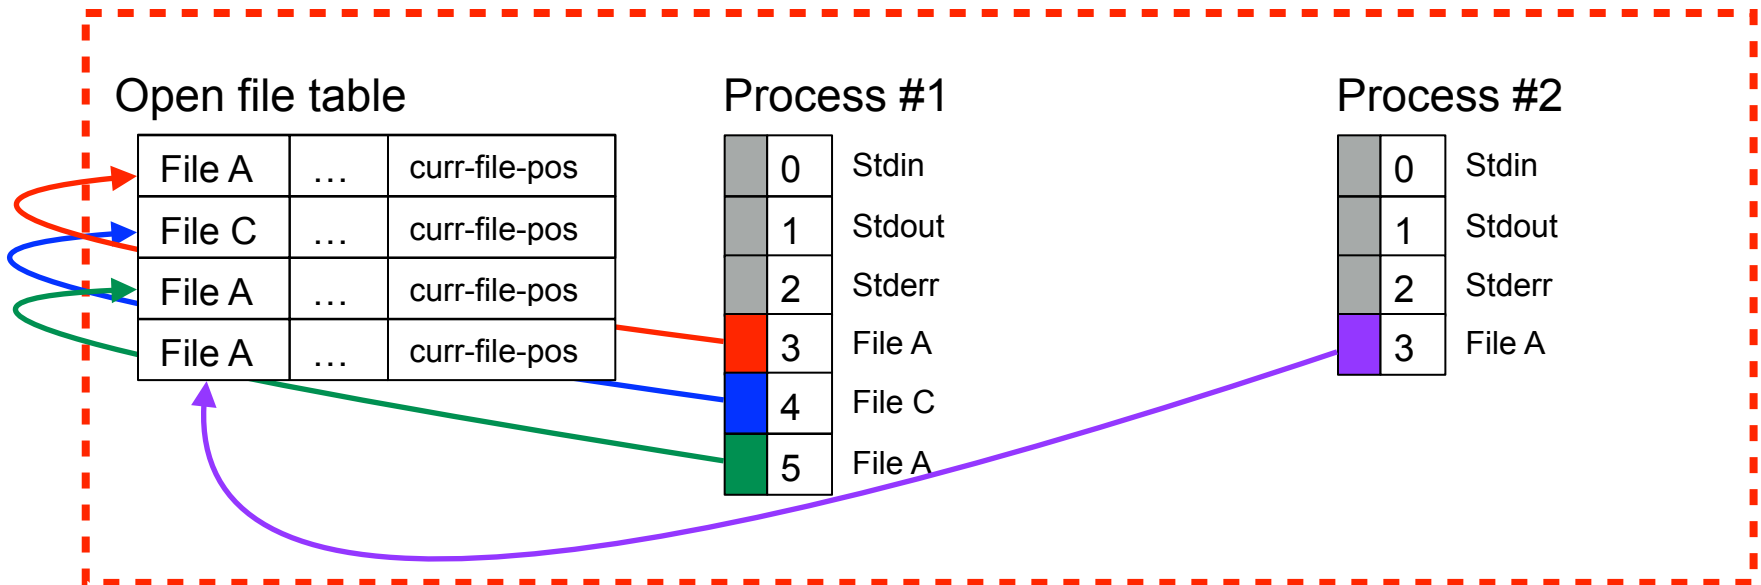 Open file table
File A … curr-file-pos
File C … curr-file-pos
File A … curr-file-pos
File A … curr-file-pos
Process #1
0 Stdin
1 Stdout
2 Stderr
3 File A
4 File C
5 File A
Process #2
0 Stdin
1 Stdout
2 Stderr
3 File A